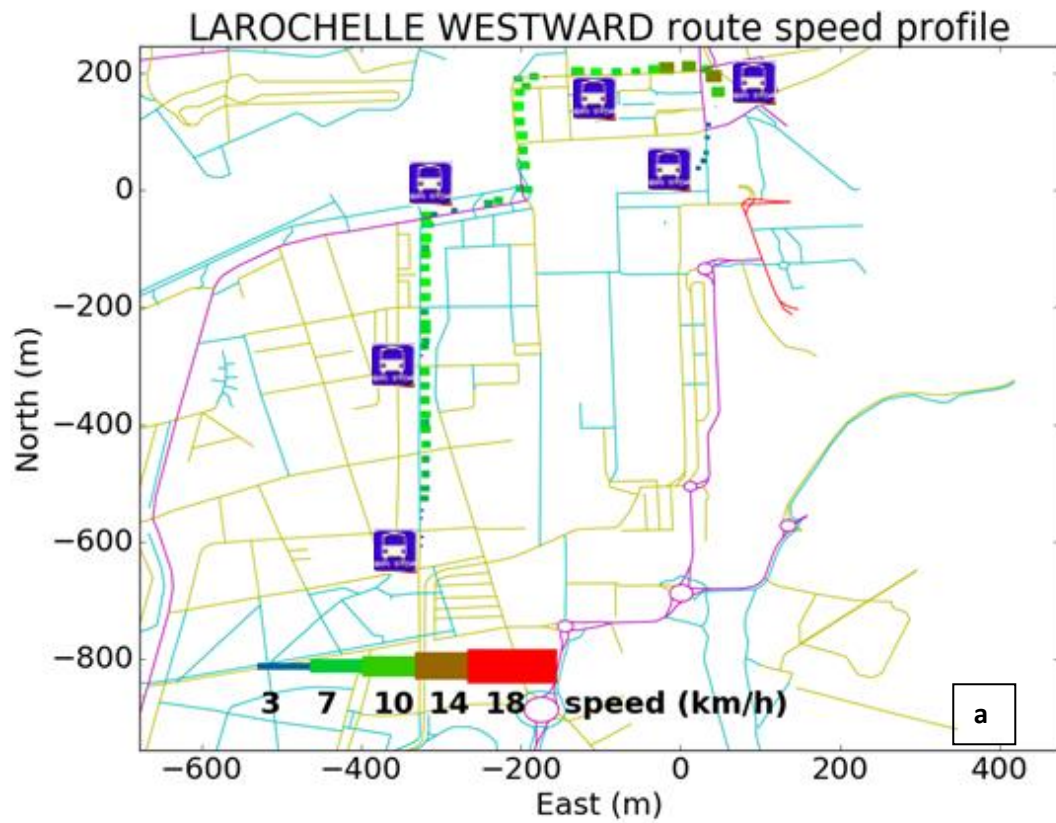 LAROCHELLE WESTWARD route speed profile
200
0
−200
−400
−600
−800
North (m)
3 7 10 14 18 speed (km/h)
a
−600 −400 −200 0 200 400
East (m)